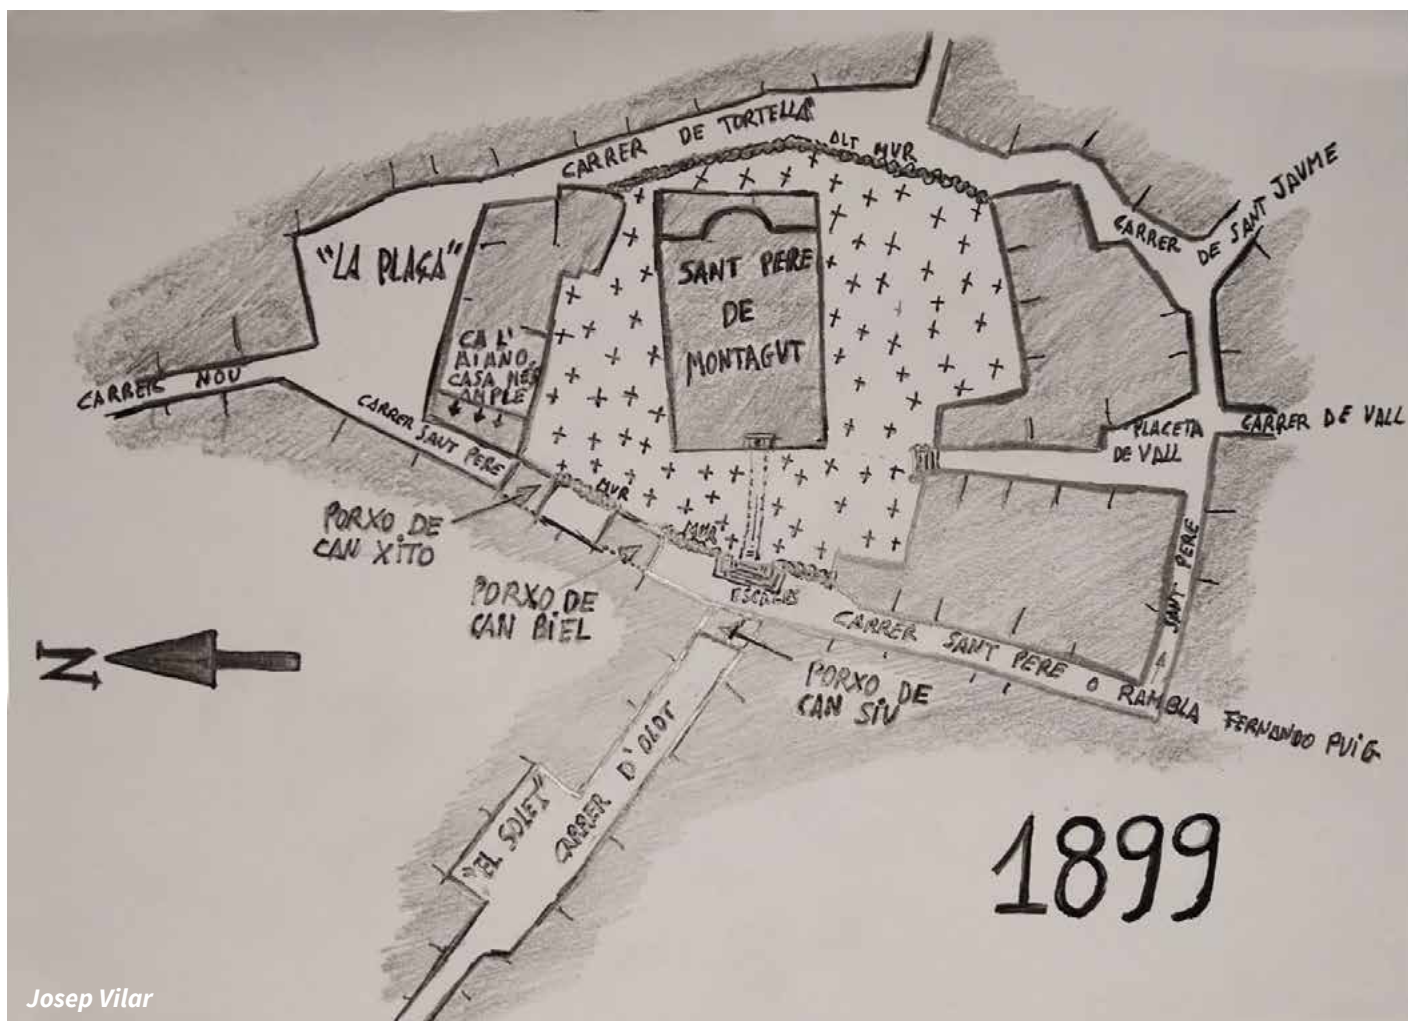 CARRER DE TORTELLÀ
ALT MUR
CARRER
DE SANT JAUME
"LA PLAÇA"
SANT PERE
DE
MONTAGUT
CA L'
AIANO,
CASA MÉS
AMPLE
CARRER NOU
CARRER SANT PERE
PLACETA
DE VALL
CARRER DE VALL
MUR
MUR
PORXO DE
CAN XITO
PORXO DE
CAN BIEL
ESCALES
SANT PERE
CARRER SANT PERE O RAMBLA FERNANDO PUIG
N
PORXO DE
CAN SIU
CARRER D'OLOT
"EL SOLEI"
1899
Josep Vilar